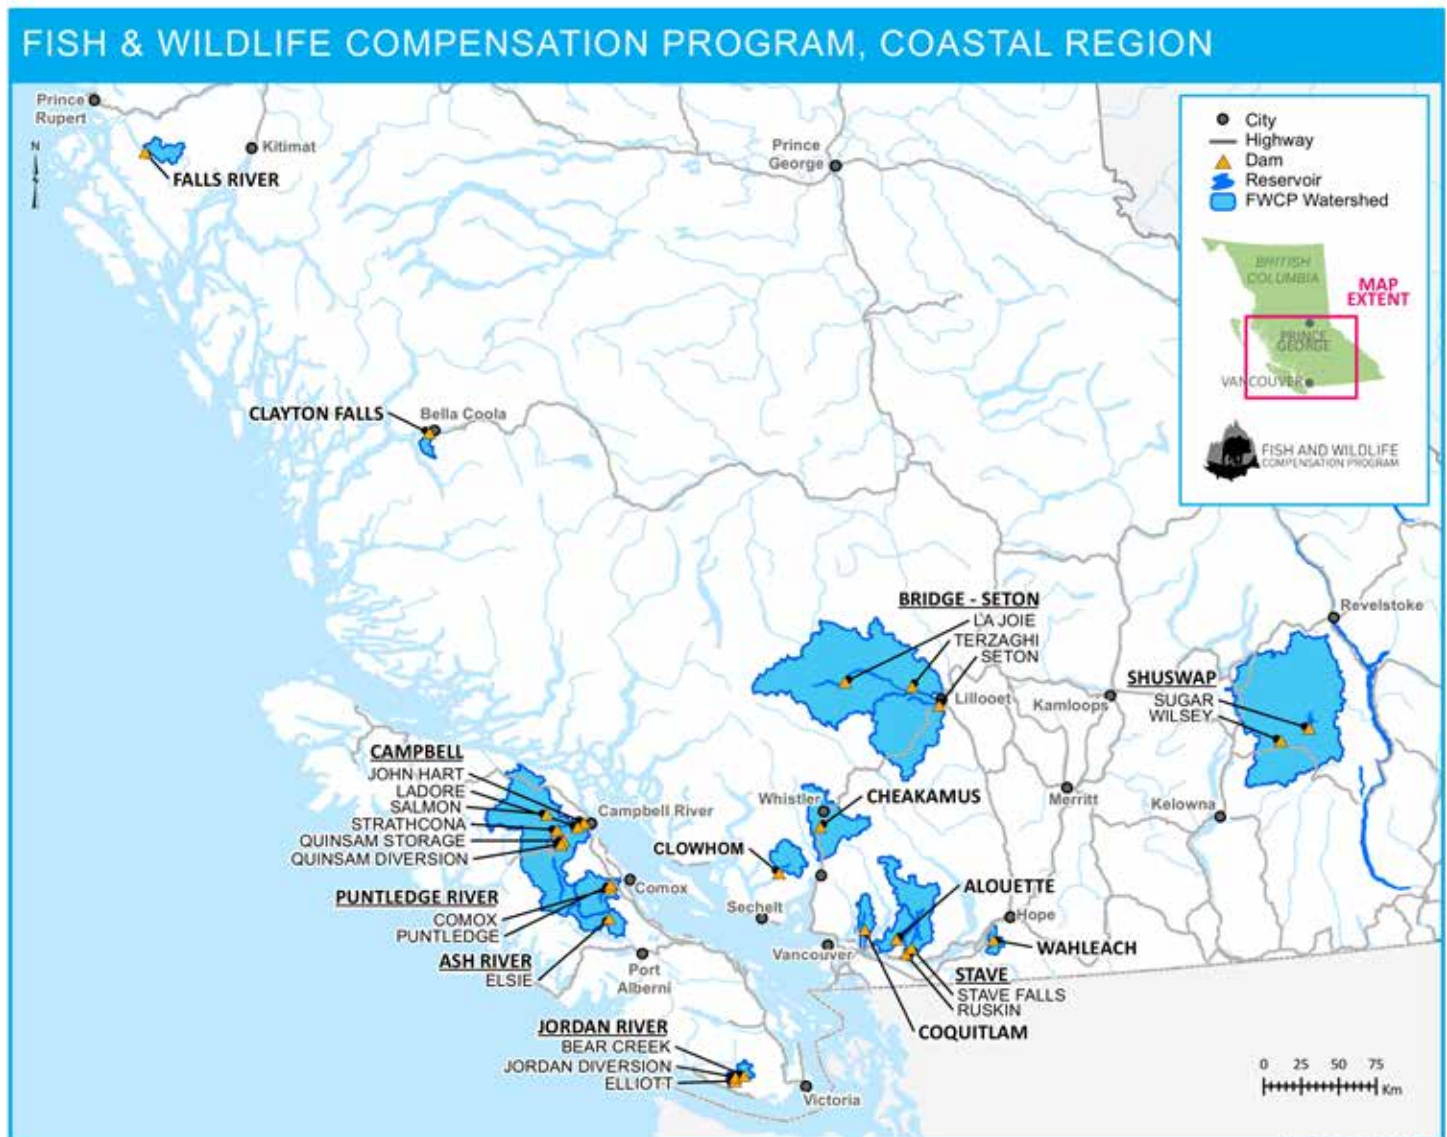 FISH & WILDLIFE COMPENSATION PROGRAM, COASTAL REGION
Prince
Rupert
N
Kitimat
FALLS RIVER
Prince
George
City
Highway
Dam
Reservoir
FWCP Watershed
BRITISH
COLUMBIA
MAP
EXTENT
PRINCE
GEORGE
VANCOUVER
FISH AND WILDLIFE
COMPENSATION PROGRAM
CLAYTON FALLS
Bella Coola
BRIDGE - SETON
LA JOIE
TERZAGHI
SETON
Lillooet
Kamloops
Revelstoke
SHUSWAP
SUGAR
WILSEY
Merritt
Kelowna
CAMPBELL
JOHN HART
LADORE
SALMON
STRATHCONA
QUINSAM STORAGE
QUINSAM DIVERSION
Campbell River
Whistler
CHEAKAMUS
CLOWHOM
PUNTLEDGE RIVER
COMOX
PUNTLEDGE
Comox
Sechelt
ALOUETTE
Hope
WAHLEACH
Vancouver
ASH RIVER
ELSIE
Port
Alberni
STAVE
STAVE FALLS
RUSKIN
COQUITLAM
JORDAN RIVER
BEAR CREEK
JORDAN DIVERSION
ELLIOTT
Victoria
0 25 50 75
Km